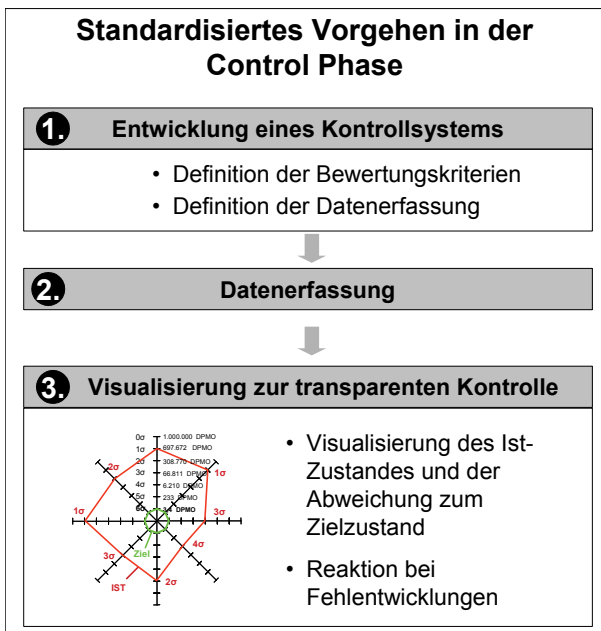 Standardisiertes Vorgehen in der
Control Phase
1. Entwicklung eines Kontrollsystems
• Definition der Bewertungskriterien
• Definition der Datenerfassung
2. Datenerfassung
3. Visualisierung zur transparenten Kontrolle
0σ 1.000.000 DPMO
1σ 697.672 DPMO
2σ 308.770 DPMO
3σ 66.811 DPMO
4σ 6.210 DPMO
5σ 233 DPMO
6σ DPMO
1σ
3σ
4σ
2σ
3σ
1σ
2σ
Ziel
IST
• Visualisierung des Ist-
Zustandes und der
Abweichung zum
Zielzustand
• Reaktion bei
Fehlentwicklungen